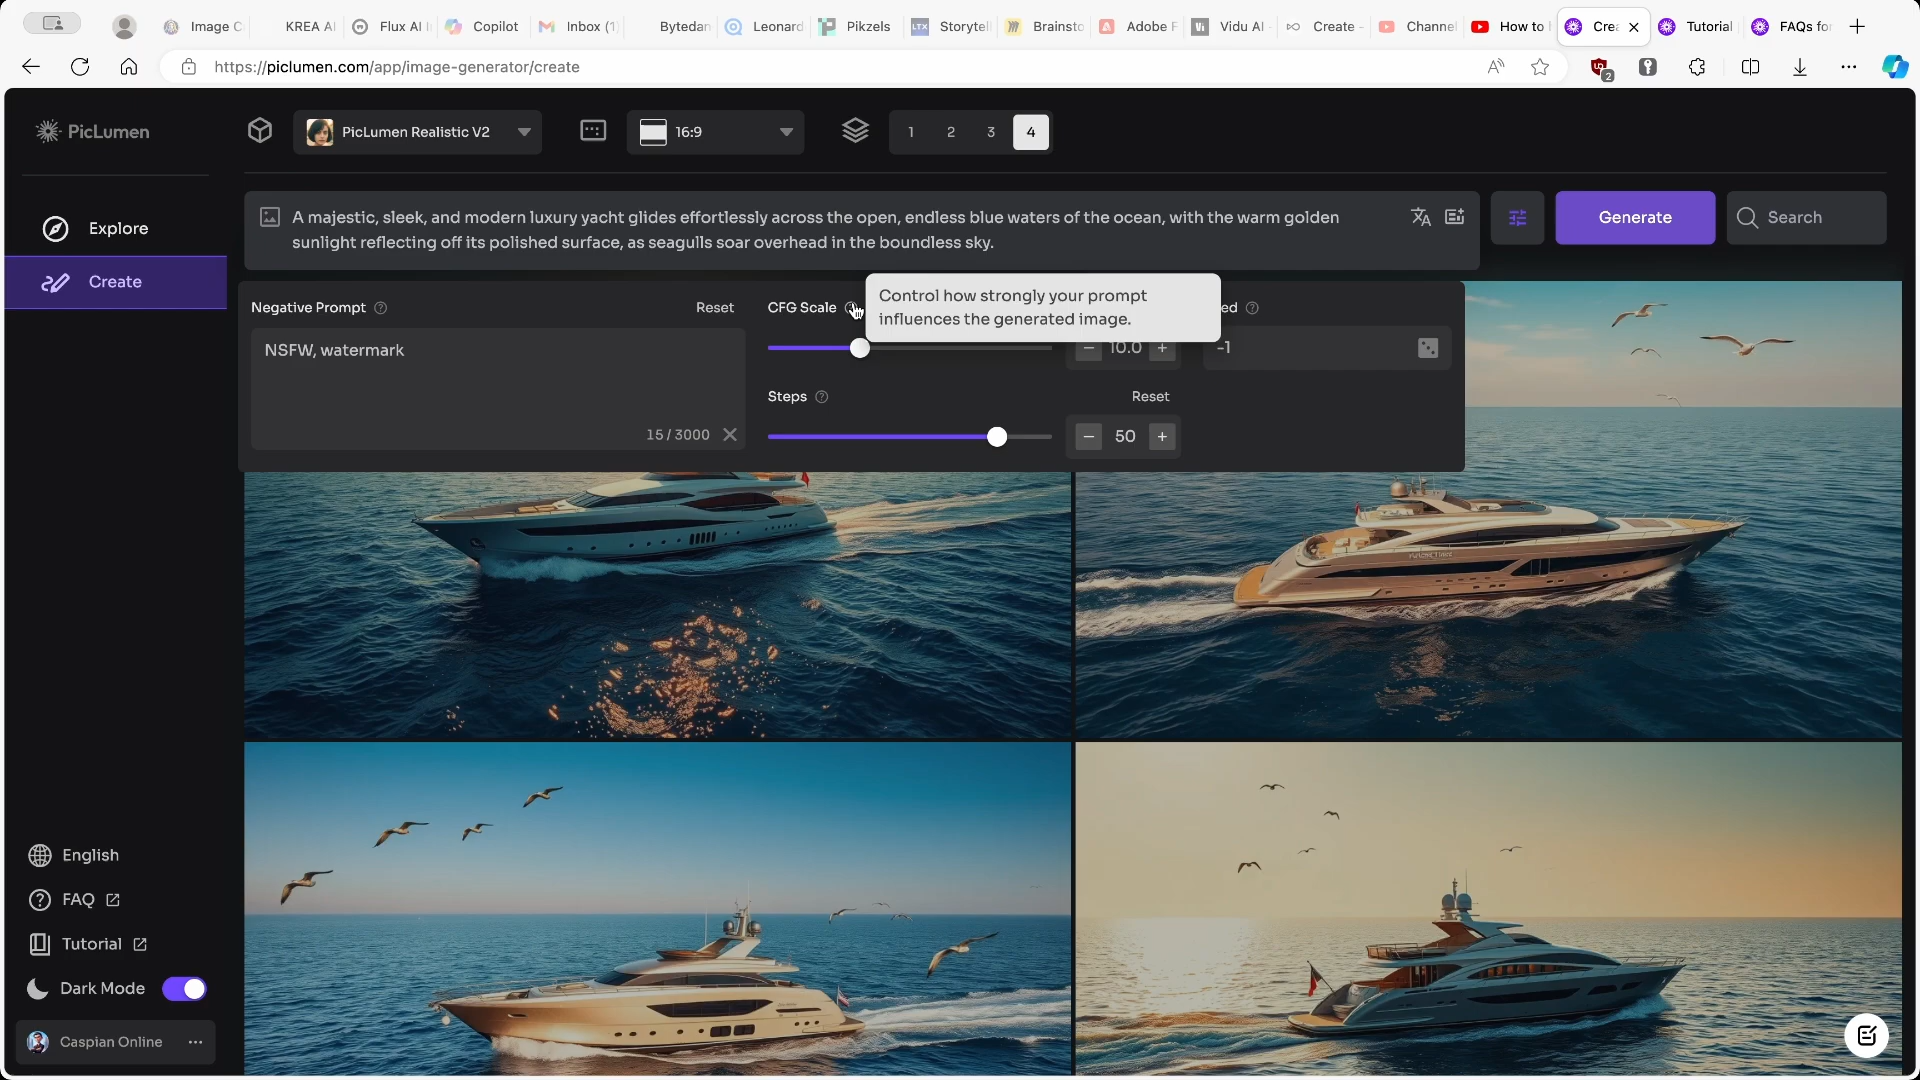 Image C
KREA AI
Flux AI I
Copilot
Inbox (1)
Bytedan
Leonard
Pikzels
LTX
Storytel
Brainsto
Adobe F
Vidu AI -
Create -
Channel
How to
Crea
Tutorial
FAQs for
https://piclumen.com/app/image-generator/create
2
PicLumen
PicLumen Realistic V2
16:9
1 2 3 4
Explore
Create
A majestic, sleek, and modern luxury yacht glides effortlessly across the open, endless blue waters of the ocean, with the warm golden
sunlight reflecting off its polished surface, as seagulls soar overhead in the boundless sky.
Generate
Search
Negative Prompt
Reset
NSFW, watermark
15 / 3000
CFG Scale
Control how strongly your prompt
influences the generated image.
ed
10.0
-1
Steps
Reset
50
English
FAQ
Tutorial
Dark Mode
Caspian Online